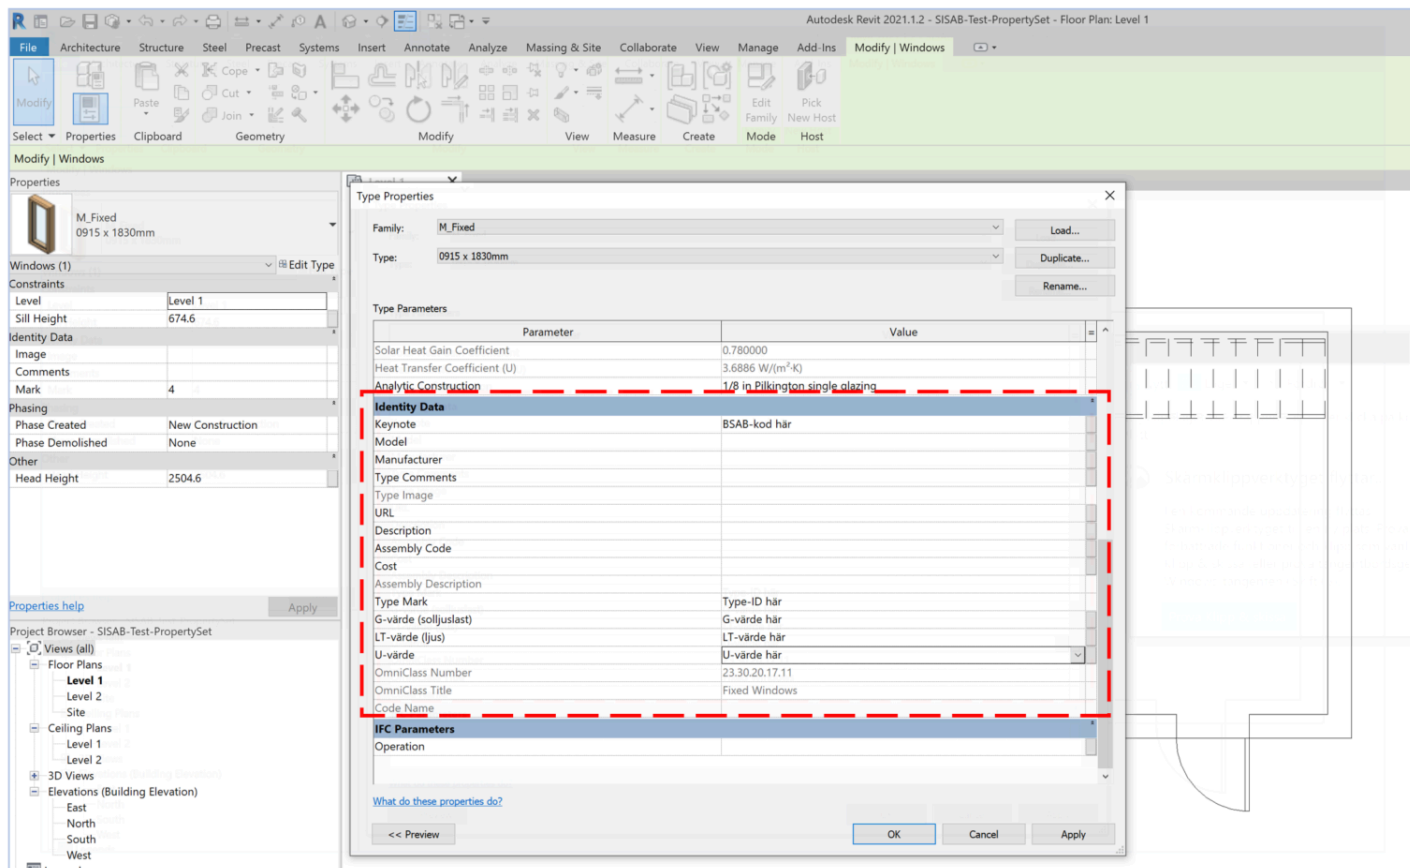 Autodesk Revit 2021.1.2 - SISAB-Test-PropertySet - Floor Plan: Level 1
File Architecture Structure Steel Precast Systems Insert Annotate Analyze Massing & Site Collaborate View Manage Add-Ins Modify | Windows
Modify
Paste
Cope
Cut
Join
Edit Family
Pick New Host
Select Properties Clipboard Geometry Modify View Measure Create Mode Host
Modify | Windows
Properties
M_Fixed
0915 x 1830mm
Windows (1) Edit Type
Constraints
Level Level 1
Sill Height 674.6
Identity Data
Image
Comments
Mark 4
Phasing
Phase Created New Construction
Phase Demolished None
Other
Head Height 2504.6
Properties help Apply
Project Browser - SISAB-Test-PropertySet
Views (all)
Floor Plans
Level 1
Level 2
Site
Ceiling Plans
Level 1
Level 2
3D Views
Elevations (Building Elevation)
East
North
South
West
Type Properties
Family: M_Fixed Load...
Type: 0915 x 1830mm Duplicate...
Rename...
Type Parameters
Parameter Value =
Solar Heat Gain Coefficient 0.780000
Heat Transfer Coefficient (U) 3.6886 W/(m²·K)
Analytic Construction 1/8 in Pilkington single glazing
Identity Data
Keynote BSAB-kod här
Model
Manufacturer
Type Comments
Type Image
URL
Description
Assembly Code
Cost
Assembly Description
Type Mark Type-ID här
G-värde (solljuslast) G-värde här
LT-värde (ljus) LT-värde här
U-värde U-värde här
OmniClass Number 23.30.20.17.11
OmniClass Title Fixed Windows
Code Name
IFC Parameters
Operation
What do these properties do?
<< Preview OK Cancel Apply